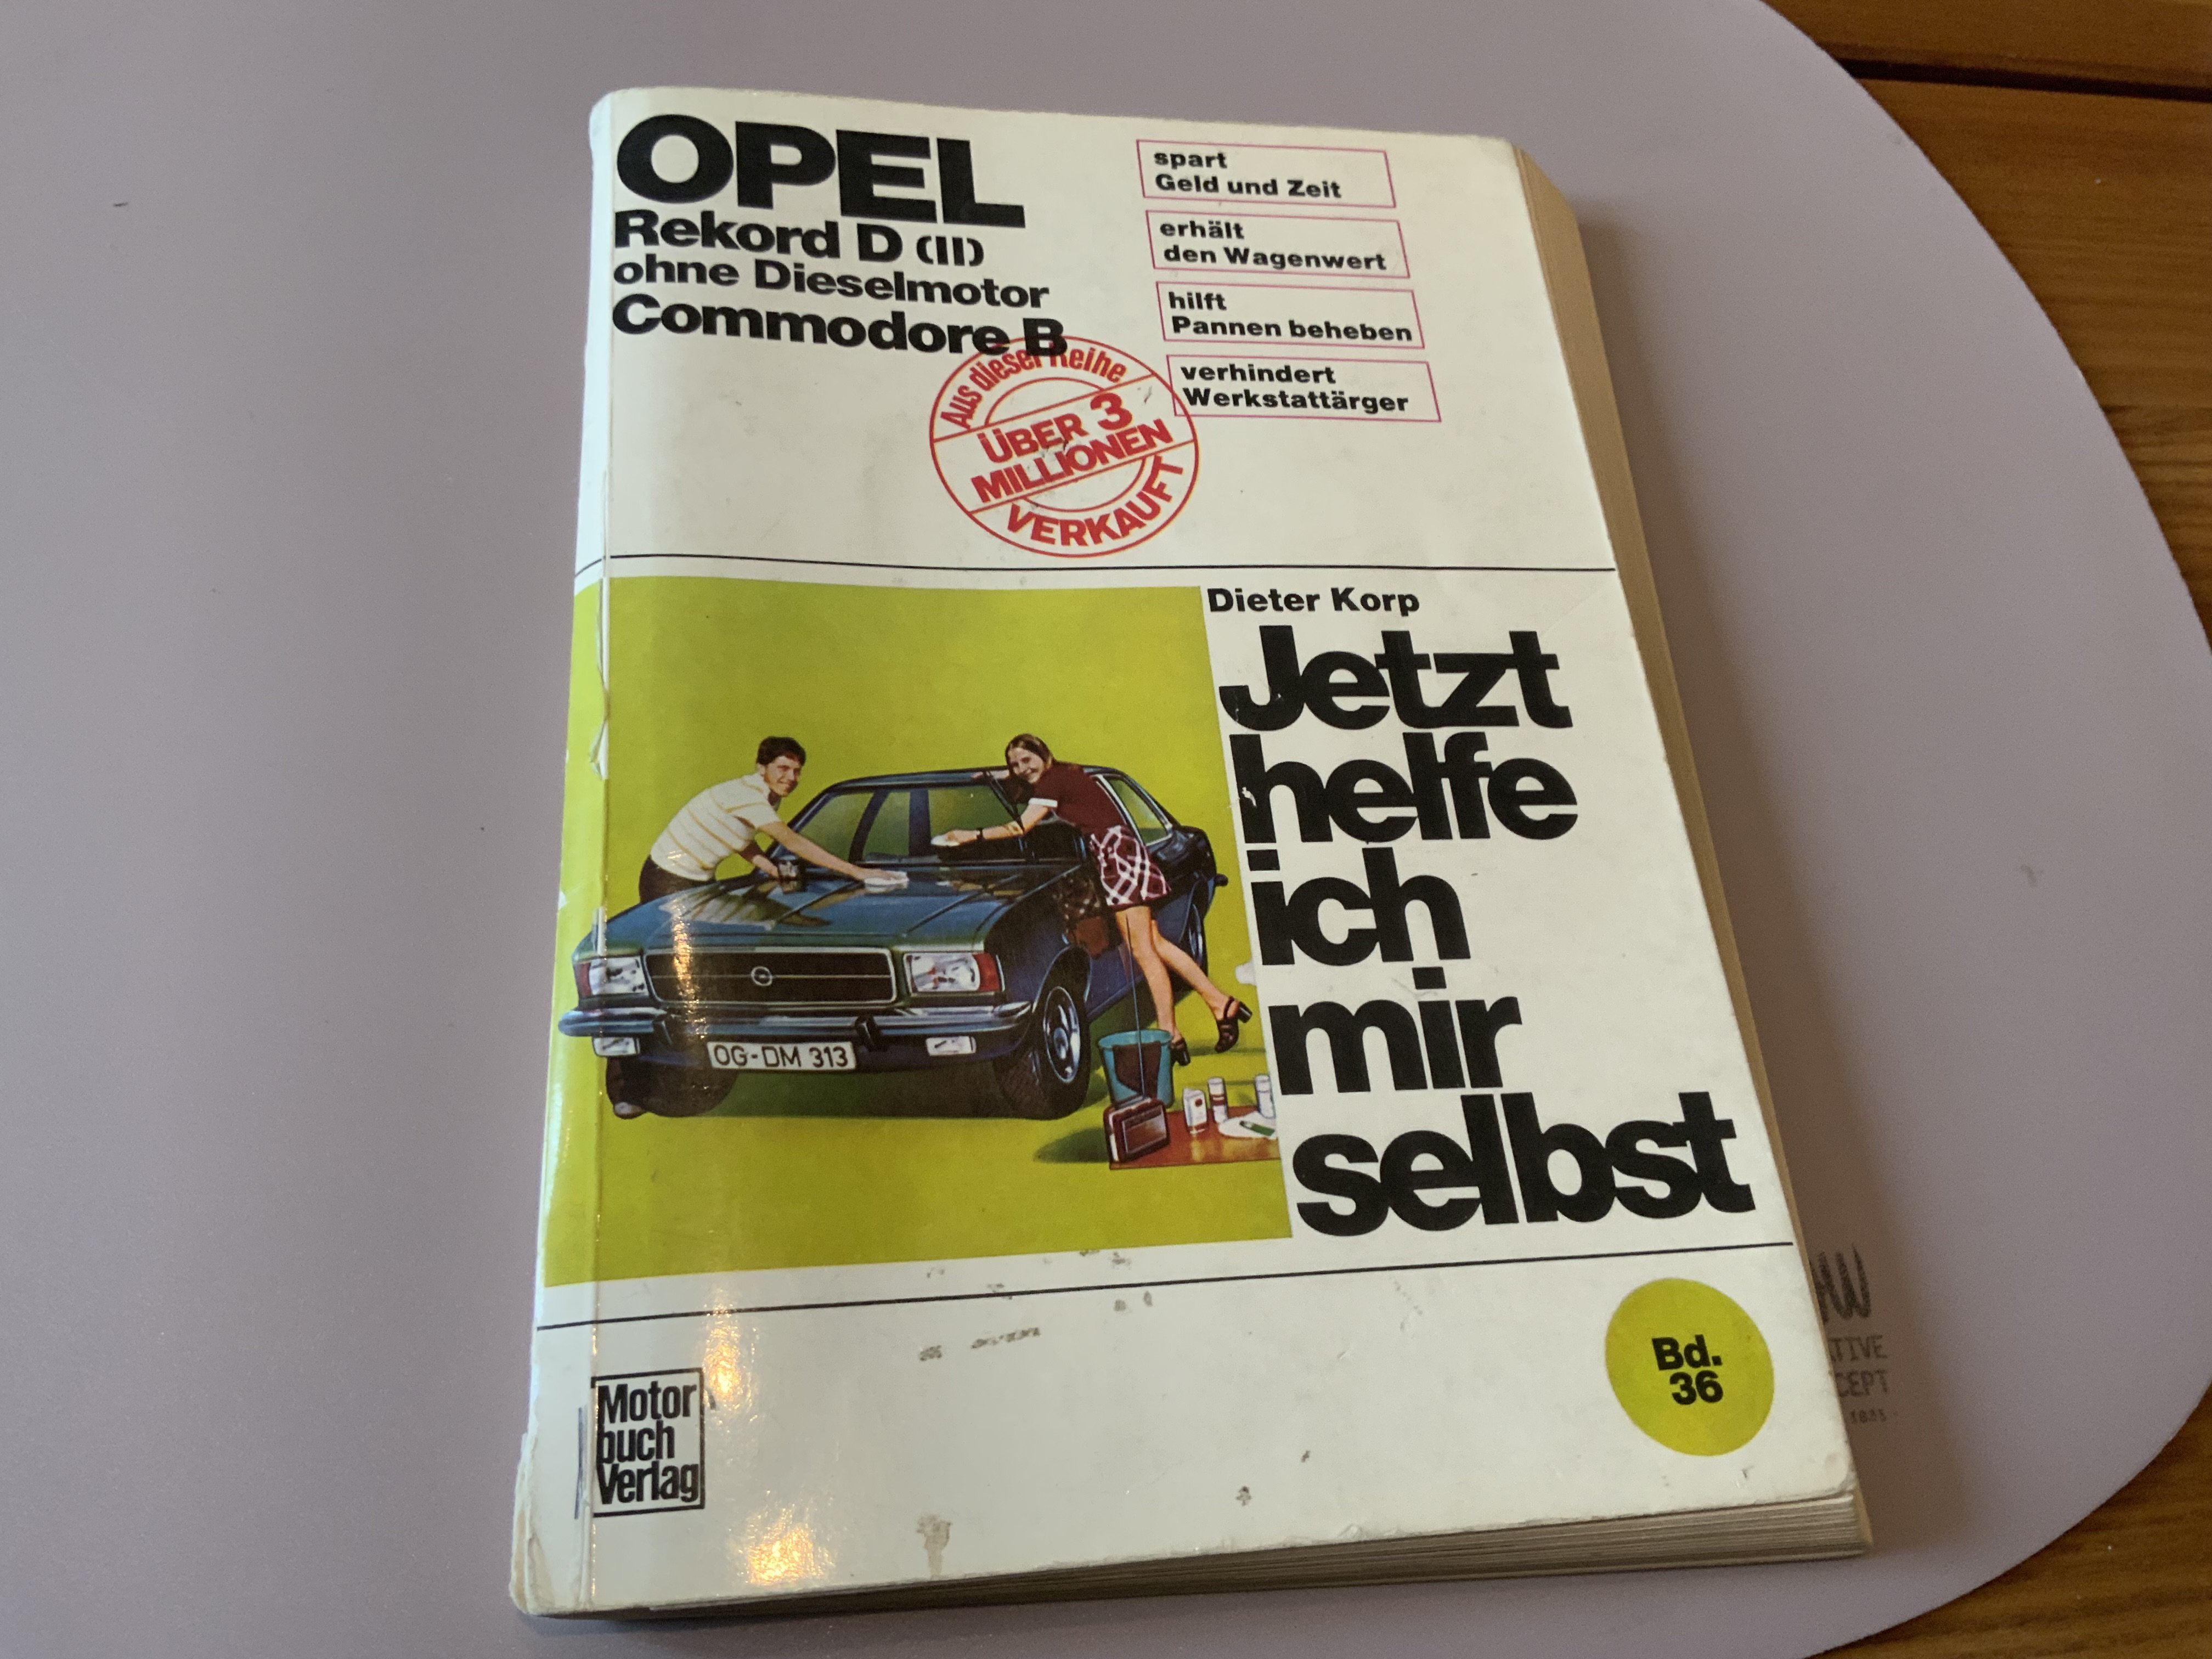 OPEL
Rekord D (II)
ohne Dieselmotor
Commodore B
spart
Geld und Zeit
erhält
den Wagenwert
hilft
Pannen beheben
verhindert
Werkstattärger
Aus dieser Reihe
ÜBER 3
MILLIONEN
VERKAUFT
Dieter Korp
Jetzt
helfe
ich
mir
selbst
OG-DM 313
Bd.
36
Motor
buch
Verlag